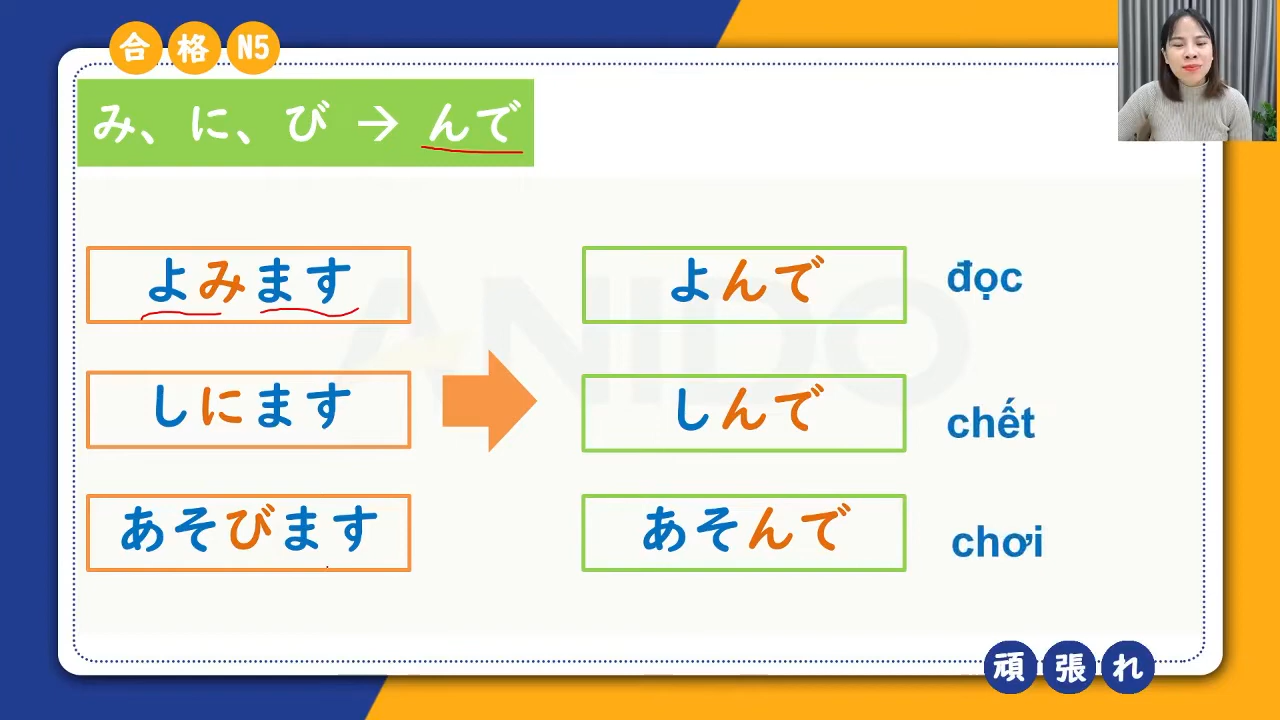 合格N5
み、に、び → んで
よみます
よんで
đọc
しにます
しんで
chết
あそびます
あそんで
chơi
ANIDO
頑張れ